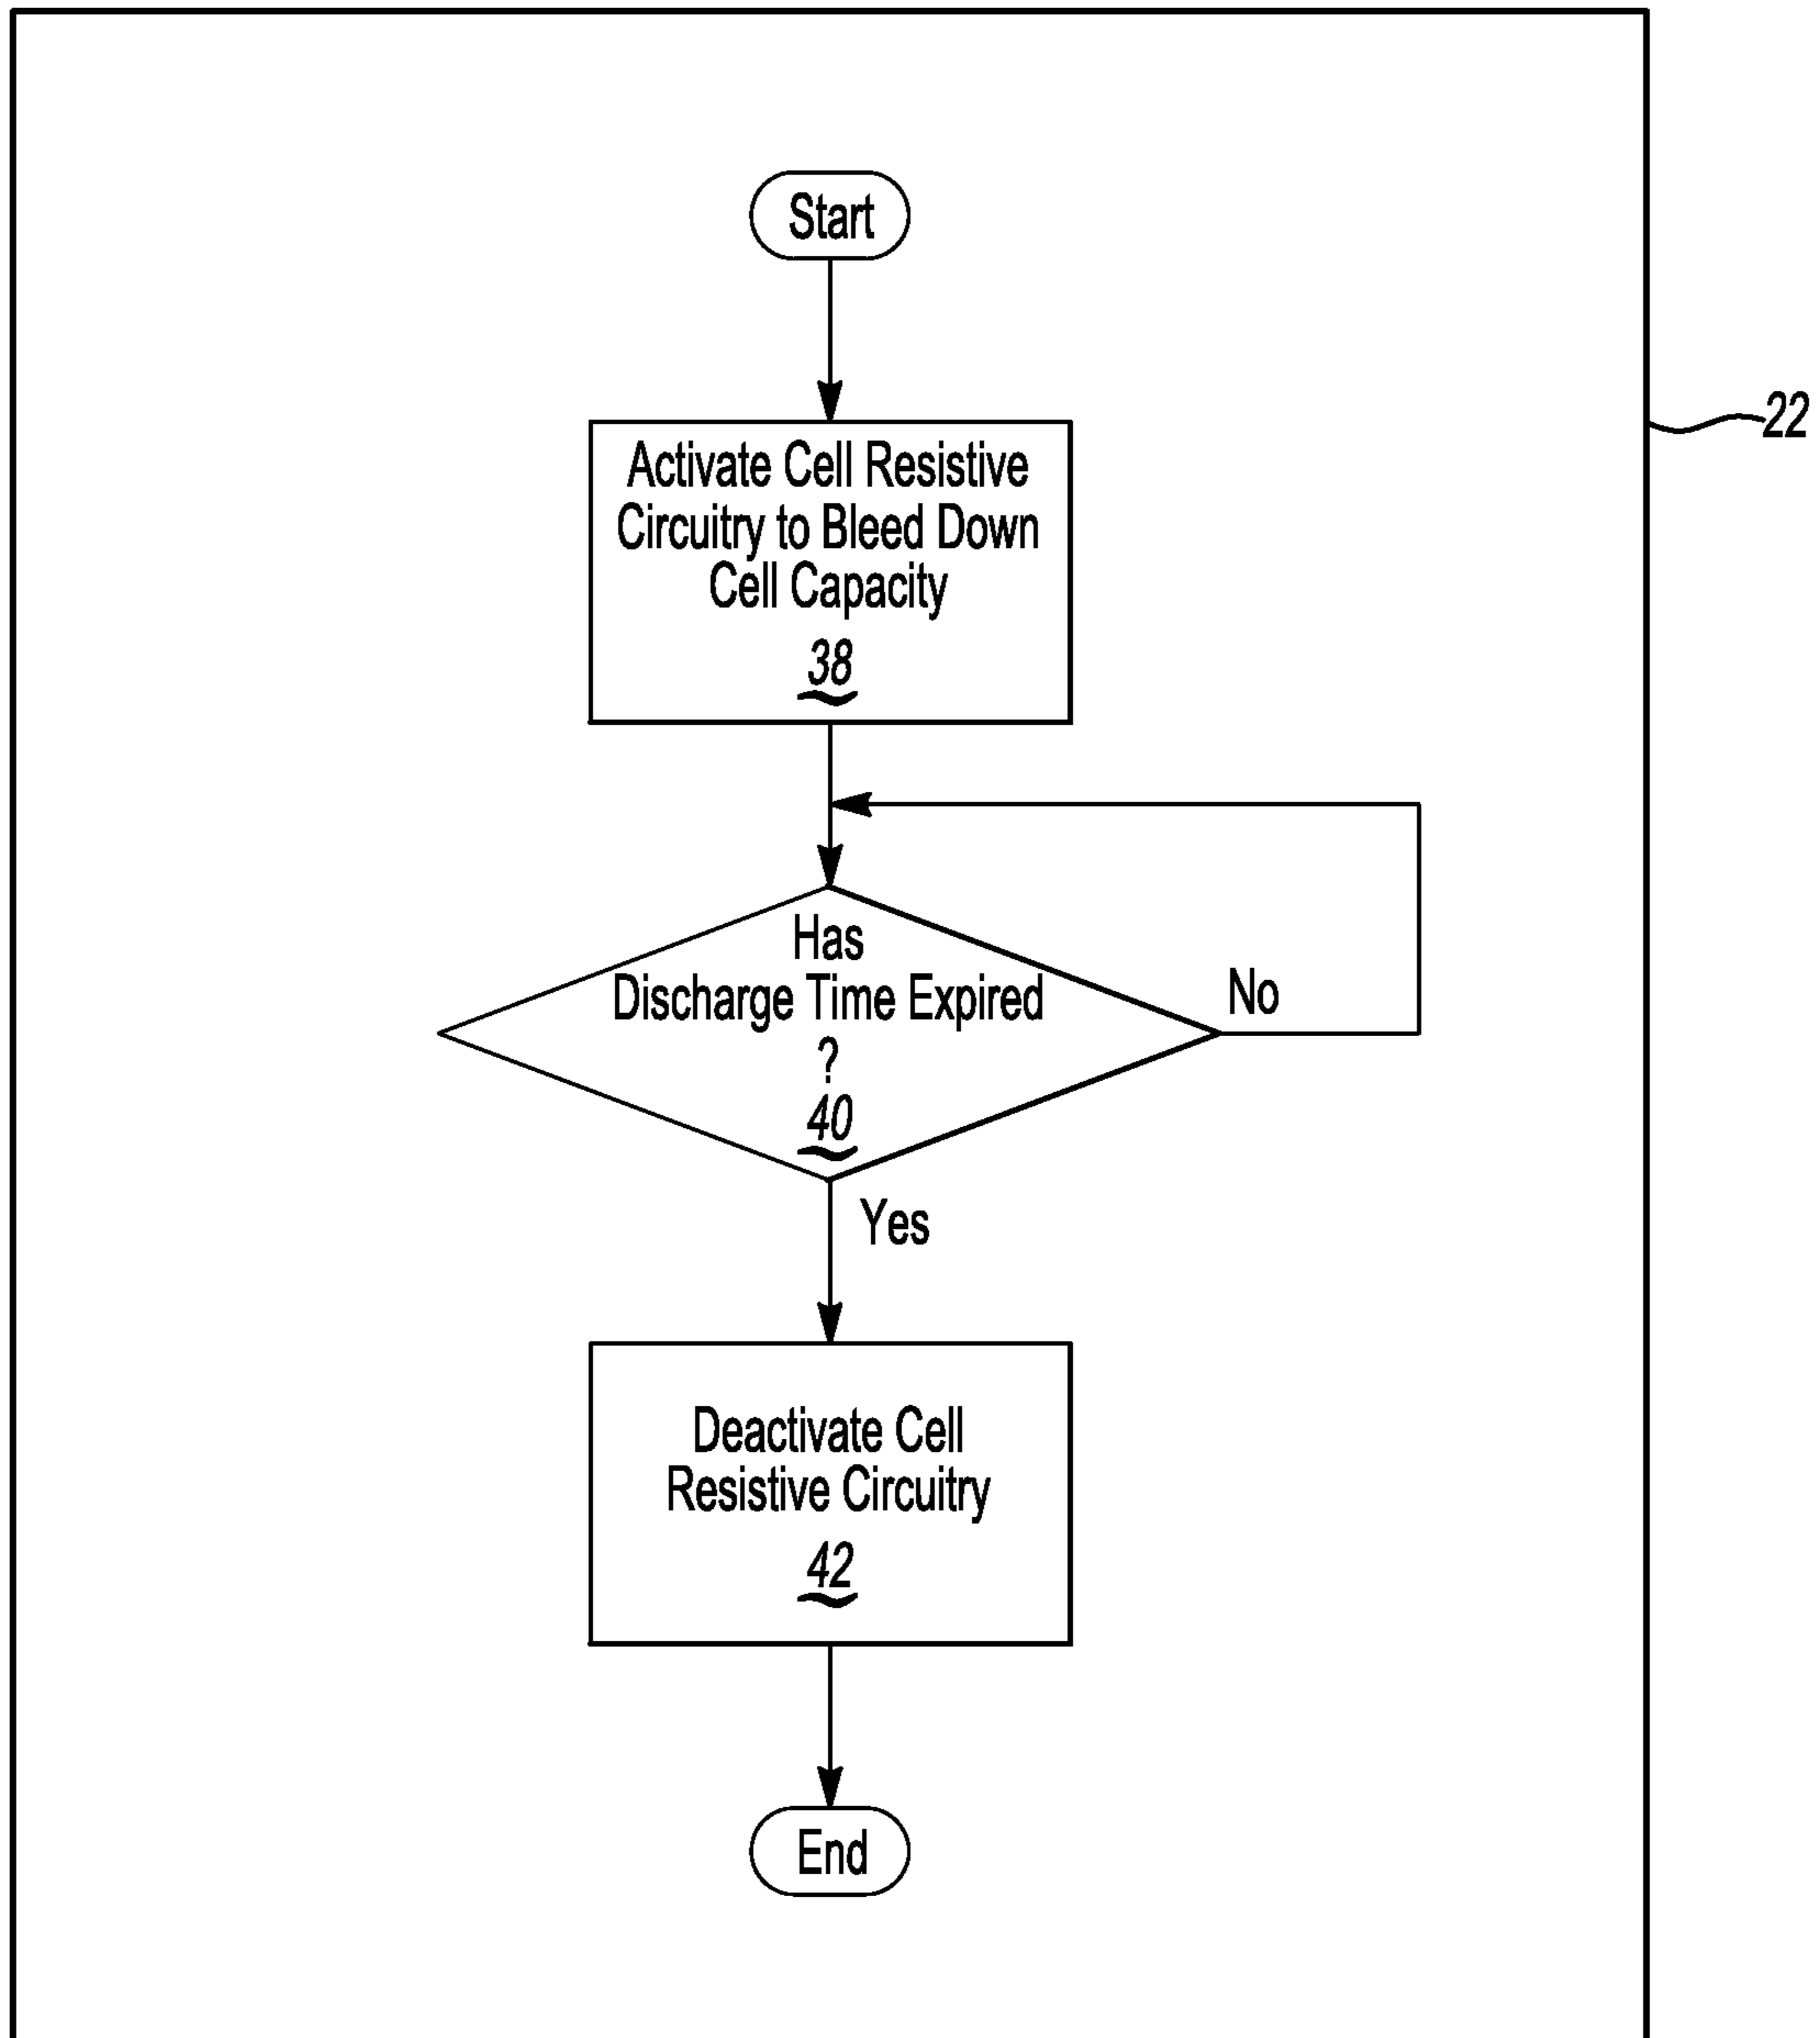 Start
22
Activate Cell Resistive
Circuitry to Bleed Down
Cell Capacity
38
Has
Discharge Time Expired
?
40
No
Yes
Deactivate Cell
Resistive Circuitry
42
End